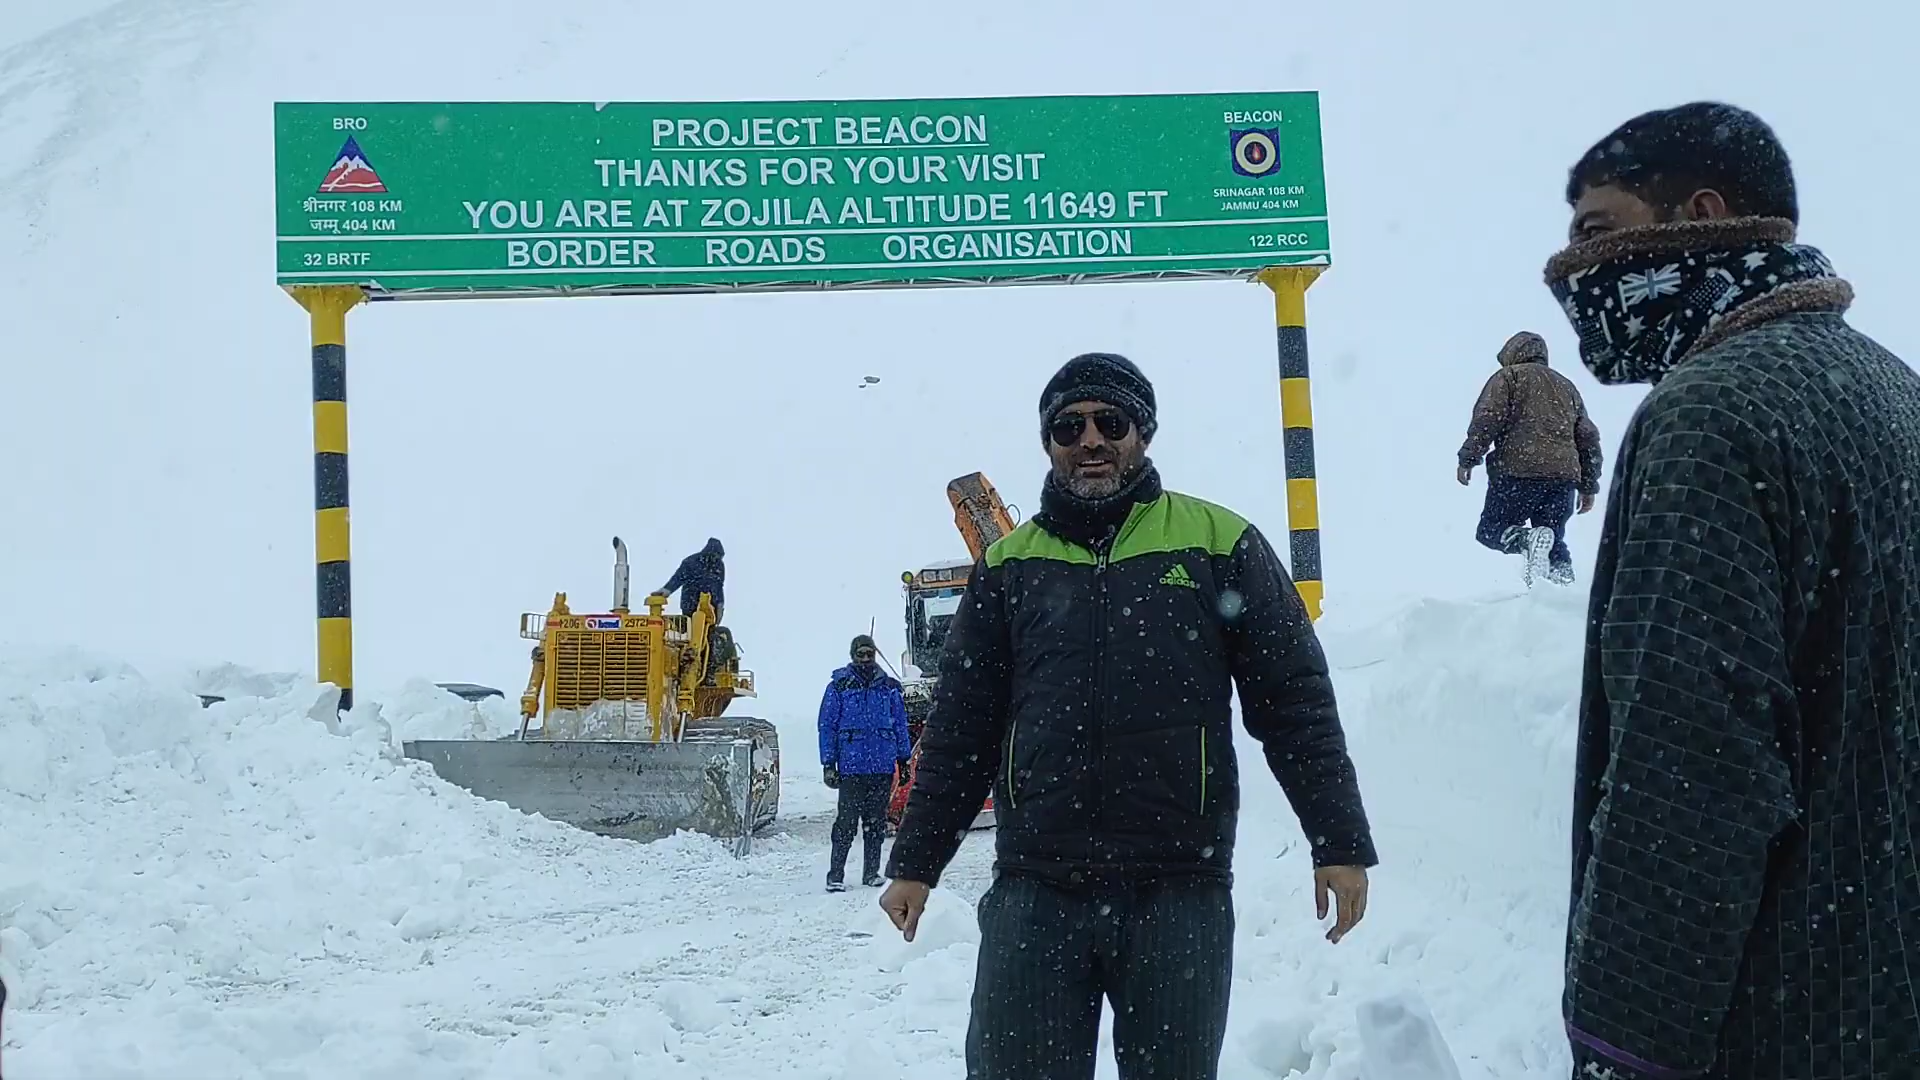 BRO
श्रीनगर 108 KM
जम्मू 404 KM
32 BRTF
PROJECT BEACON
THANKS FOR YOUR VISIT
YOU ARE AT ZOJILA ALTITUDE 11649 FT
BORDER ROADS ORGANISATION
BEACON
SRINAGAR 108 KM
JAMMU 404 KM
122 RCC
adidas